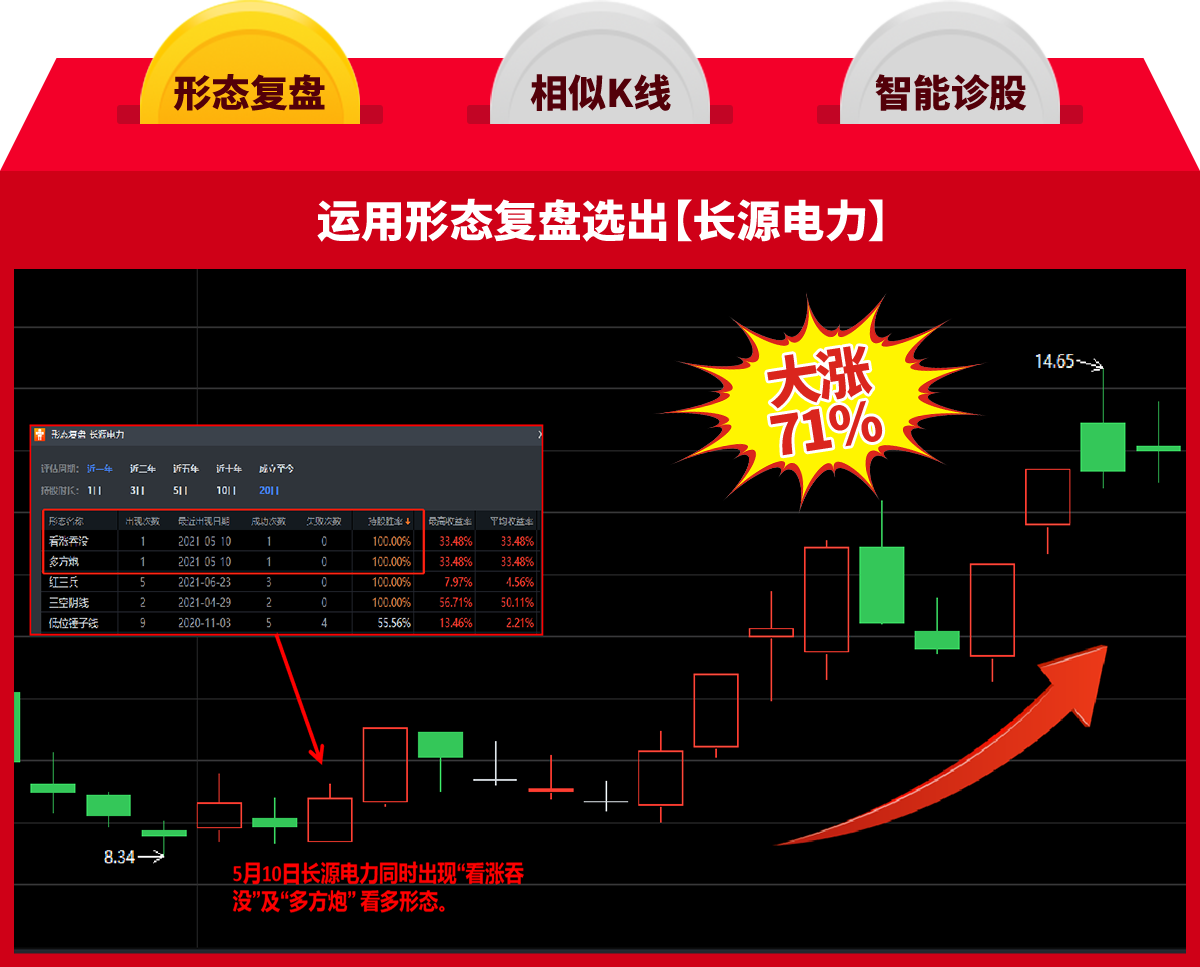 形态复盘
相似K线
智能诊股
运用形态复盘选出【长源电力】
大涨
71%
14.65
形态复盘 长源电力
评估周期： 近一年 近二年 近五年 近十年 成立至今
持股时长： 1日 3日 5日 10日 20日
形态名称 出现次数 最近出现日期 成功次数 失败次数 持股胜率↓ 最高收益率 平均收益率
看涨吞没 1 2021-05-10 1 0 100.00% 33.48% 33.48%
多方炮 1 2021-05-10 1 0 100.00% 33.48% 33.48%
红三兵 5 2021-06-23 3 0 100.00% 7.97% 4.56%
三空阴线 2 2021-04-29 2 0 100.00% 56.71% 50.11%
低位锤子线 9 2020-11-03 5 4 55.56% 13.46% 2.21%
8.34
5月10日长源电力同时出现“看涨吞
没”及“多方炮” 看多形态。